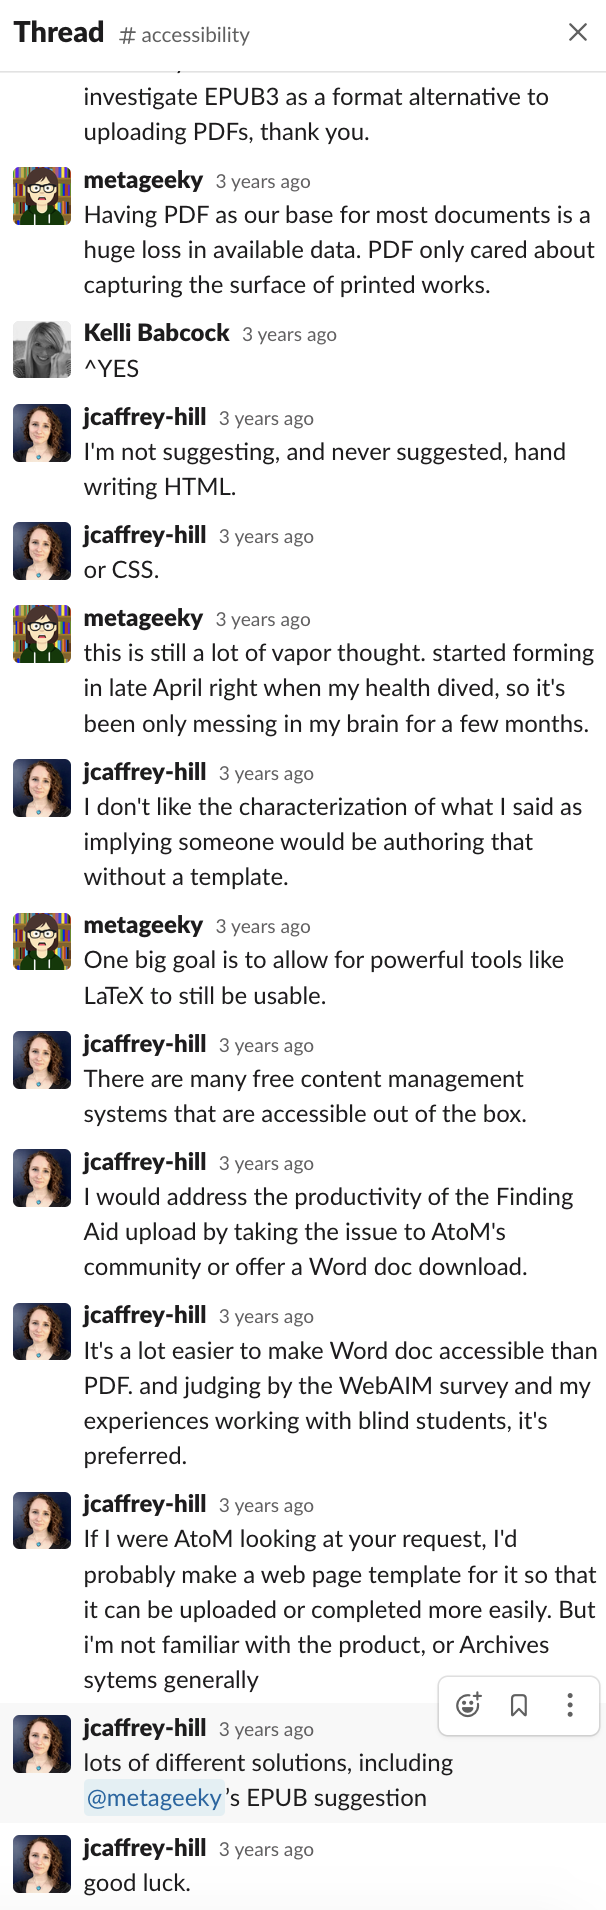 Thread # accessibility
investigate EPUB3 as a format alternative to
uploading PDFs, thank you.
metageeky 3 years ago
Having PDF as our base for most documents is a
huge loss in available data. PDF only cared about
capturing the surface of printed works.
Kelli Babcock 3 years ago
^YES
jcaffrey-hill 3 years ago
I'm not suggesting, and never suggested, hand
writing HTML.
jcaffrey-hill 3 years ago
or CSS.
metageeky 3 years ago
this is still a lot of vapor thought. started forming
in late April right when my health dived, so it's
been only messing in my brain for a few months.
jcaffrey-hill 3 years ago
I don't like the characterization of what I said as
implying someone would be authoring that
without a template.
metageeky 3 years ago
One big goal is to allow for powerful tools like
LaTeX to still be usable.
jcaffrey-hill 3 years ago
There are many free content management
systems that are accessible out of the box.
jcaffrey-hill 3 years ago
I would address the productivity of the Finding
Aid upload by taking the issue to AtoM's
community or offer a Word doc download.
jcaffrey-hill 3 years ago
It's a lot easier to make Word doc accessible than
PDF. and judging by the WebAIM survey and my
experiences working with blind students, it's
preferred.
jcaffrey-hill 3 years ago
If I were AtoM looking at your request, I'd
probably make a web page template for it so that
it can be uploaded or completed more easily. But
i'm not familiar with the product, or Archives
sytems generally
jcaffrey-hill 3 years ago
lots of different solutions, including
@metageeky's EPUB suggestion
jcaffrey-hill 3 years ago
good luck.